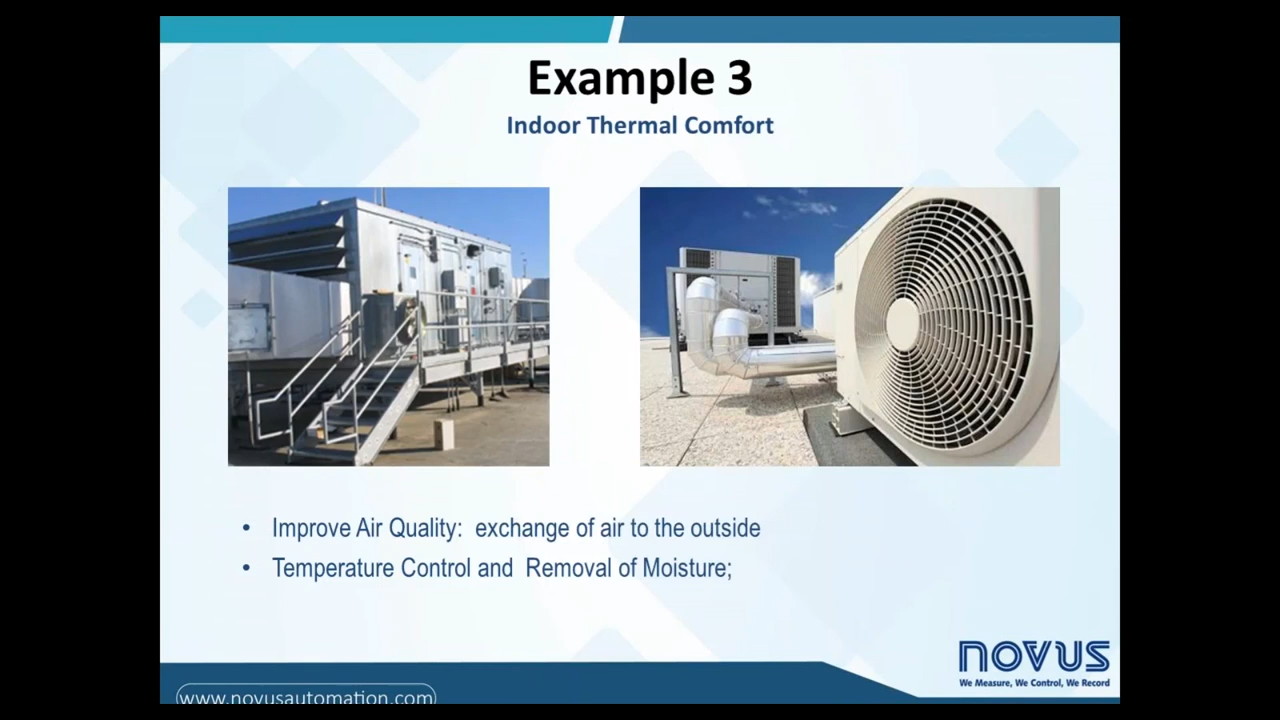 Example 3
Indoor Thermal Comfort
• Improve Air Quality:  exchange of air to the outside
• Temperature Control and  Removal of Moisture;
novus
We Measure, We Control, We Record
www.novusautomation.com